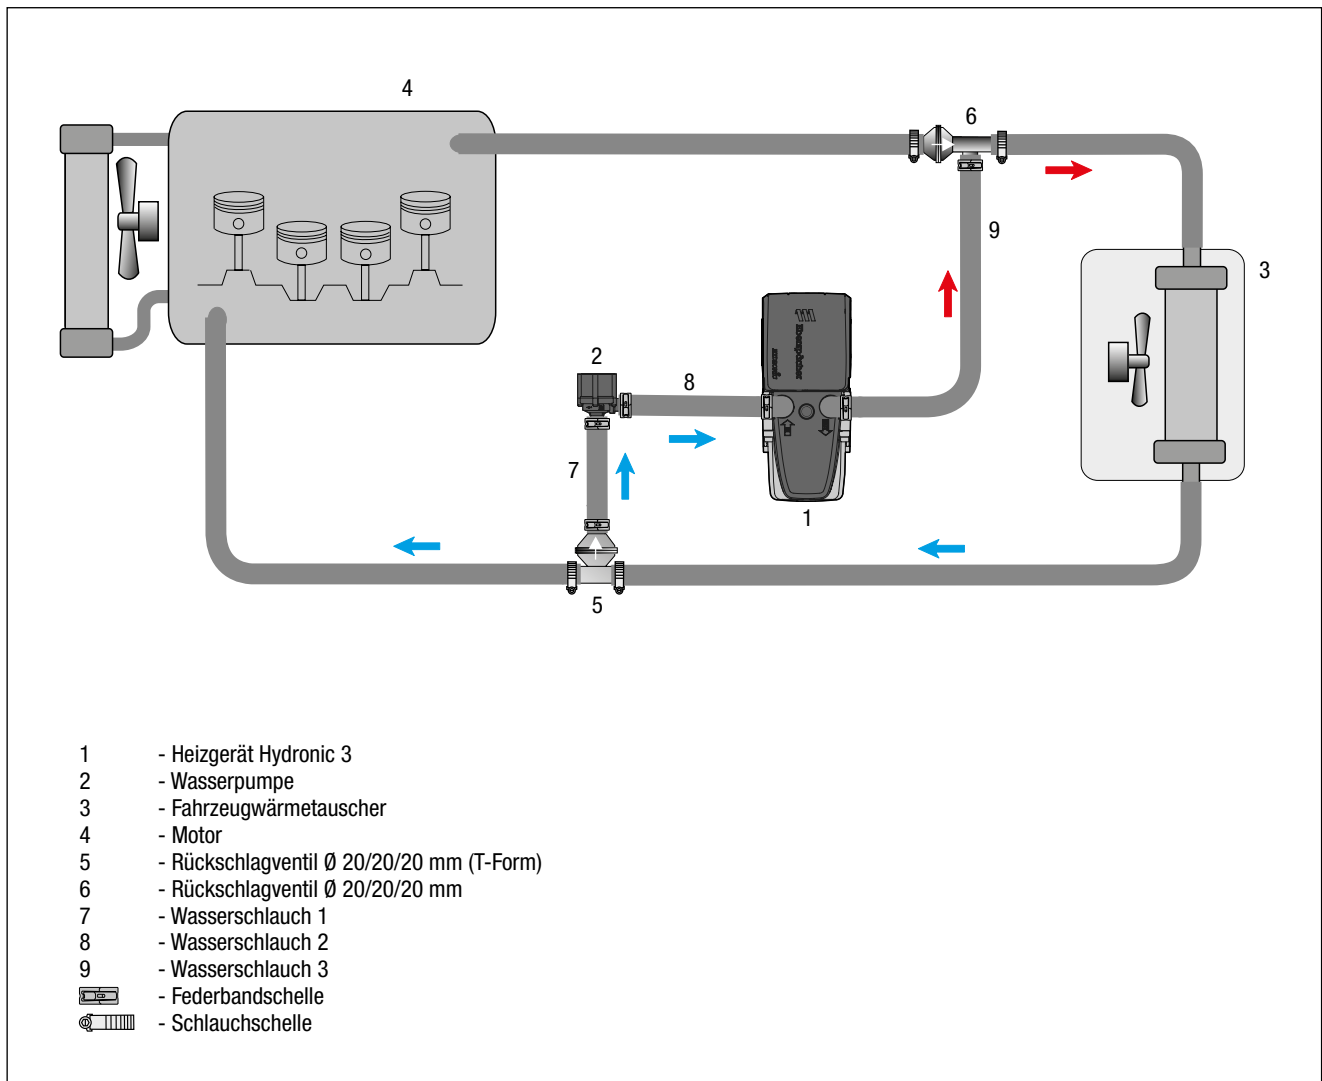 4
6
9
3
2
8
7
1
5
Eberspächer
1 - Heizgerät Hydronic 3
2 - Wasserpumpe
3 - Fahrzeugwärmetauscher
4 - Motor
5 - Rückschlagventil Ø 20/20/20 mm (T-Form)
6 - Rückschlagventil Ø 20/20/20 mm
7 - Wasserschlauch 1
8 - Wasserschlauch 2
9 - Wasserschlauch 3
- Federbandschelle
- Schlauchschelle